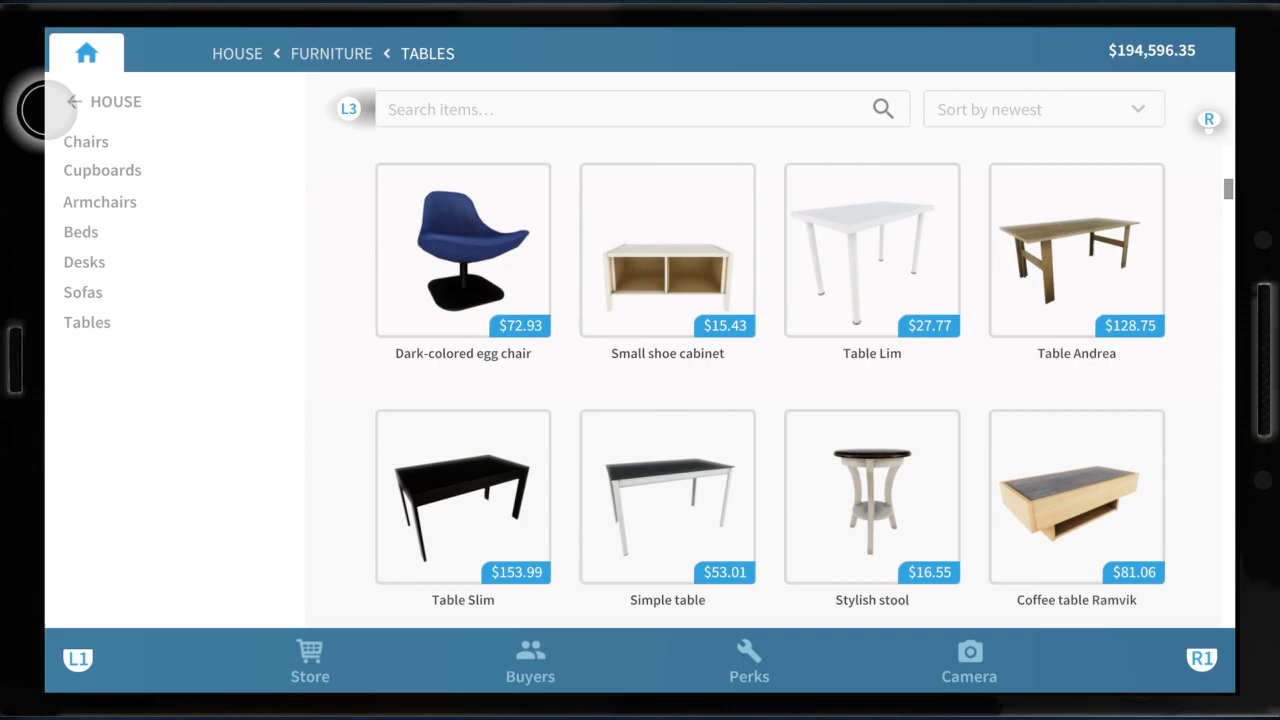 HOUSE < FURNITURE < TABLES
$194,596.35
HOUSE
Chairs
Cupboards
Armchairs
Beds
Desks
Sofas
Tables
L3
Search items...
Sort by newest
R
$72.93
Dark-colored egg chair
$15.43
Small shoe cabinet
$27.77
Table Lim
$128.75
Table Andrea
$153.99
Table Slim
$53.01
Simple table
$16.55
Stylish stool
$81.06
Coffee table Ramvik
L1
Store
Buyers
Perks
Camera
R1